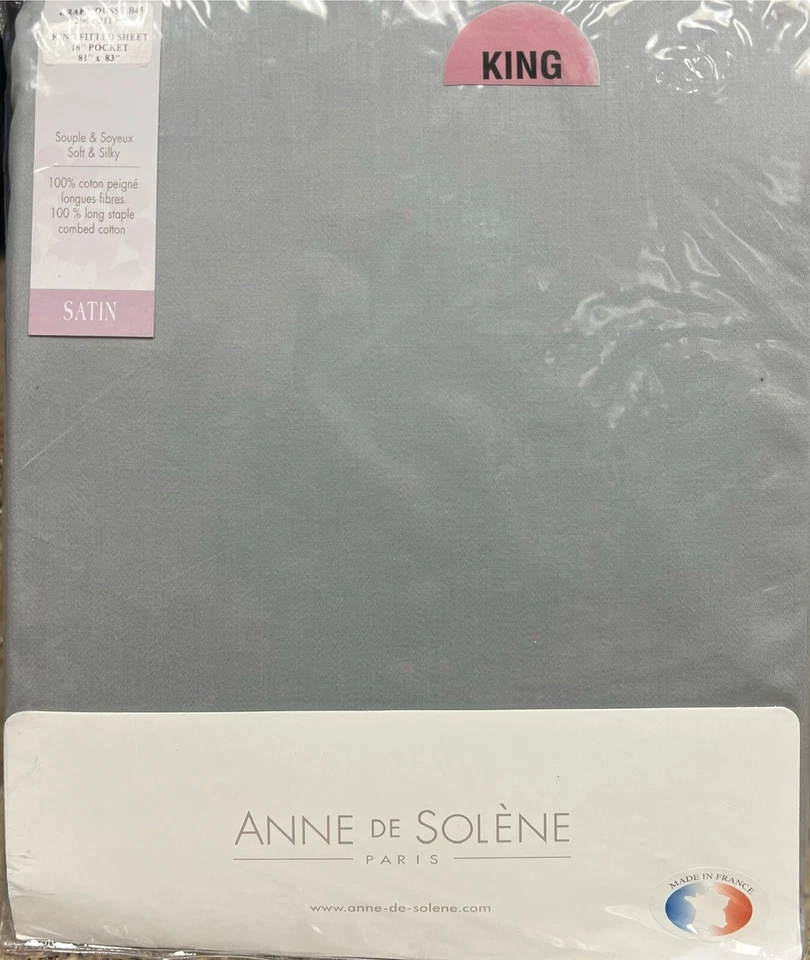 KING FITTED SHEET
18" POCKET
81" x 83"
KING
Souple & Soyeux
Soft & Silky
100% coton peigné
longues fibres
100 % long staple
combed cotton
SATIN
ANNE DE SOLÈNE
PARIS
www.anne-de-solene.com
MADE IN FRANCE